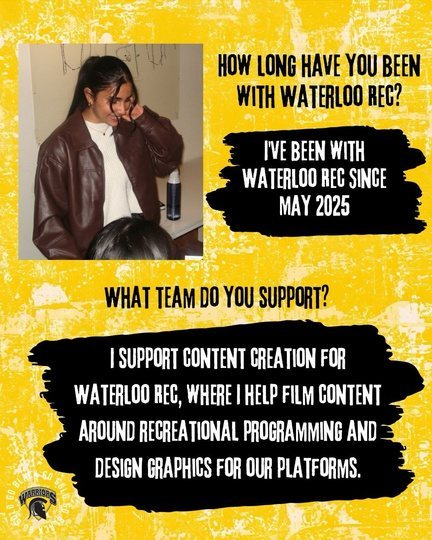 HOW LONG HAVE YOU BEEN
WITH WATERLOO REC?
I'VE BEEN WITH
WATERLOO REC SINCE
MAY 2025
WHAT TEAM DO YOU SUPPORT?
I SUPPORT CONTENT CREATION FOR
WATERLOO REC, WHERE I HELP FILM CONTENT
AROUND RECREATIONAL PROGRAMMING AND
DESIGN GRAPHICS FOR OUR PLATFORMS.
WARRIORS